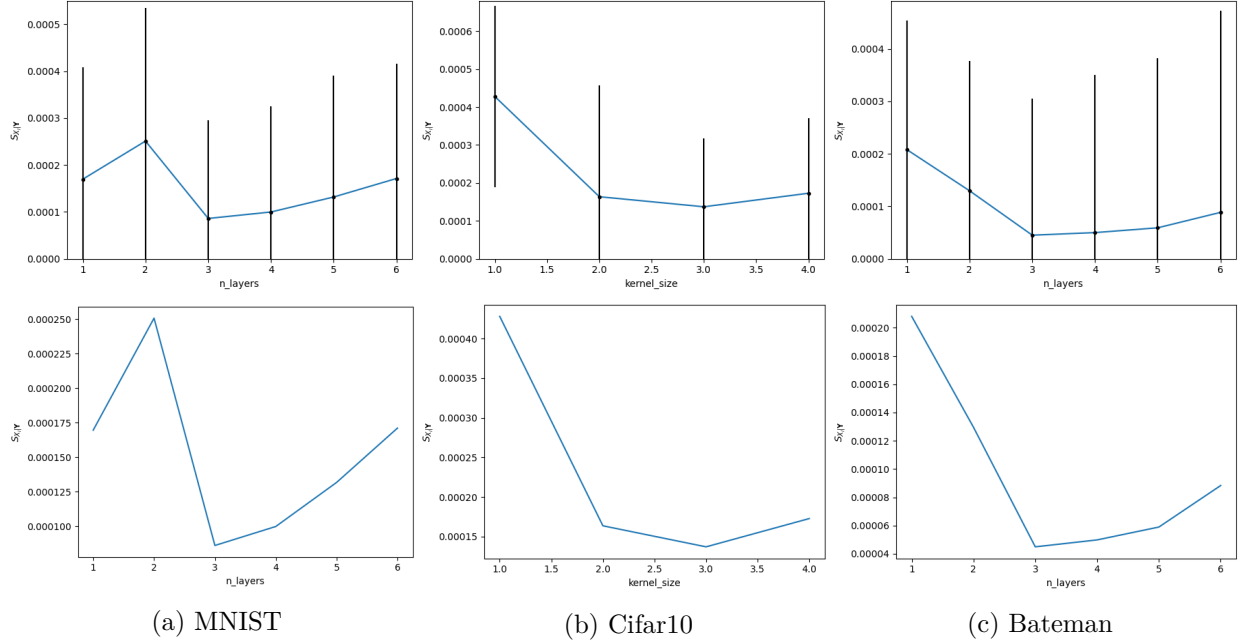 0.0005
0.0004
0.0003
0.0002
0.0001
0.0000
S_{X_i|Y}
1 2 3 4 5 6
n_layers
0.0006
0.0005
0.0004
0.0003
0.0002
0.0001
0.0000
S_{X_i|Y}
1.0 1.5 2.0 2.5 3.0 3.5 4.0
kernel_size
0.0004
0.0003
0.0002
0.0001
0.0000
S_{X_i|Y}
1 2 3 4 5 6
n_layers
0.000250
0.000225
0.000200
0.000175
0.000150
0.000125
0.000100
S_{X_i|Y}
1 2 3 4 5 6
n_layers
0.00040
0.00035
0.00030
0.00025
0.00020
0.00015
S_{X_i|Y}
1.0 1.5 2.0 2.5 3.0 3.5 4.0
kernel_size
0.00020
0.00018
0.00016
0.00014
0.00012
0.00010
0.00008
0.00006
0.00004
S_{X_i|Y}
1 2 3 4 5 6
n_layers
(a) MNIST
(b) Cifar10
(c) Bateman